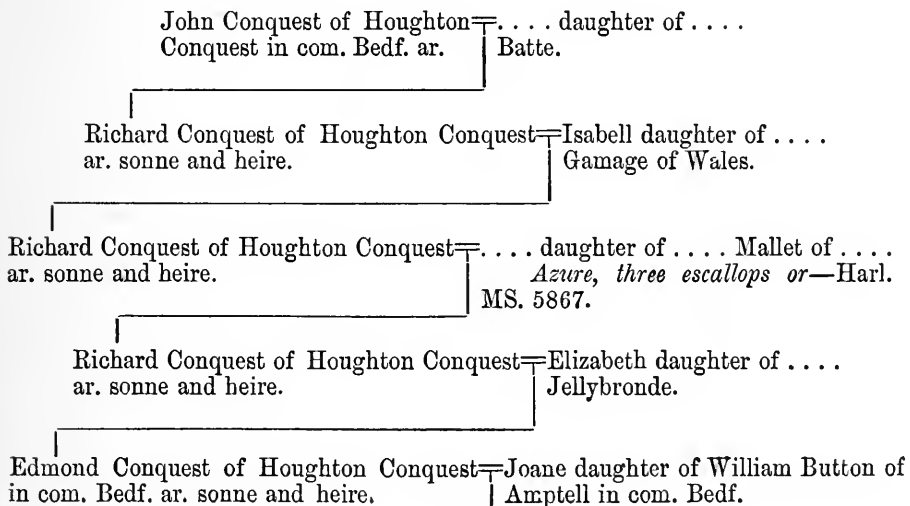 John Conquest of Houghton=. . . . daughter of . . . .
Conquest in com. Bedf. ar. Batte.
Richard Conquest of Houghton Conquest=Isabell daughter of . . . .
ar. sonne and heire. Gamage of Wales.
Richard Conquest of Houghton Conquest=. . . . daughter of . . . . Mallet of . . . .
ar. sonne and heire. Azure, three escallops or—Harl.
MS. 5867.
Richard Conquest of Houghton Conquest=Elizabeth daughter of . . . .
ar. sonne and heire. Jellybronde.
Edmond Conquest of Houghton Conquest=Joane daughter of William Button of
in com. Bedf. ar. sonne and heire. Amptell in com. Bedf.